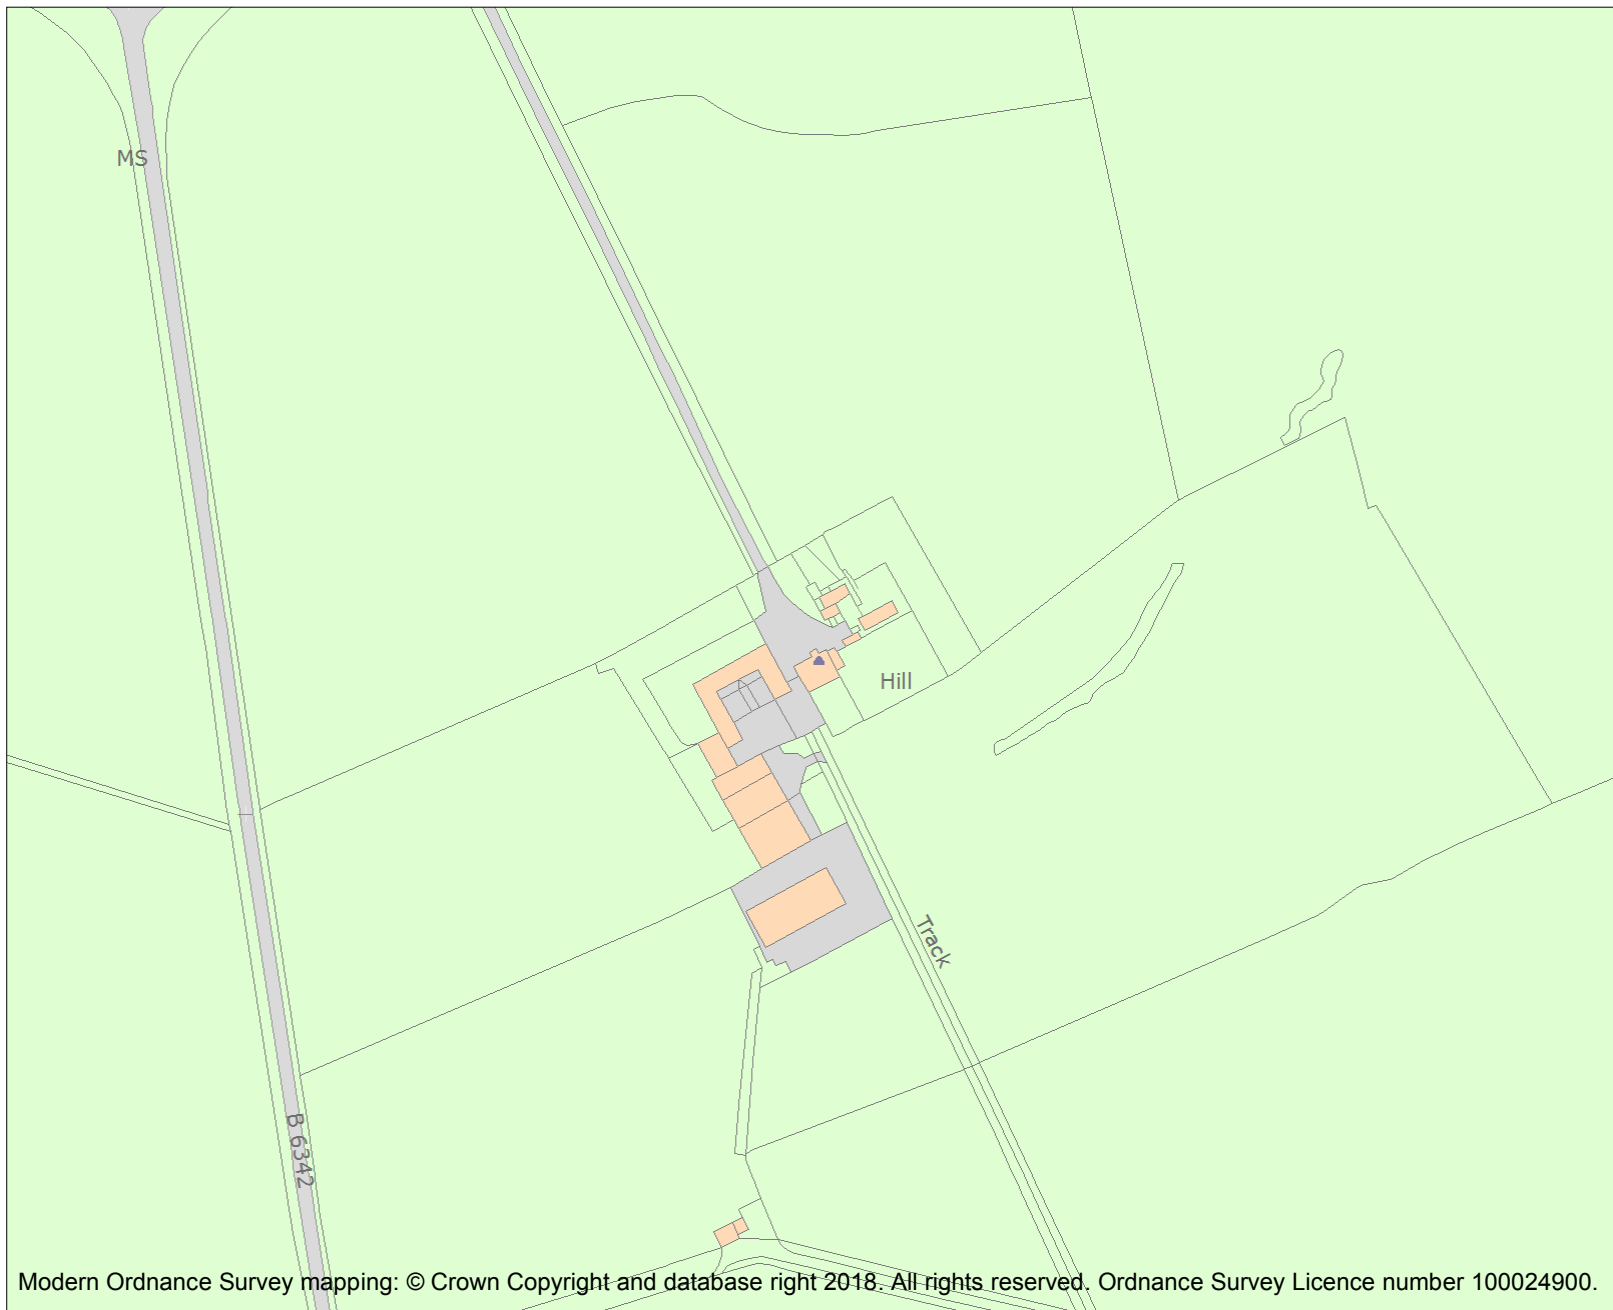 MS
Hill
Track
B 6342
Modern Ordnance Survey mapping: © Crown Copyright and database right 2018. All rights reserved. Ordnance Survey Licence number 100024900.